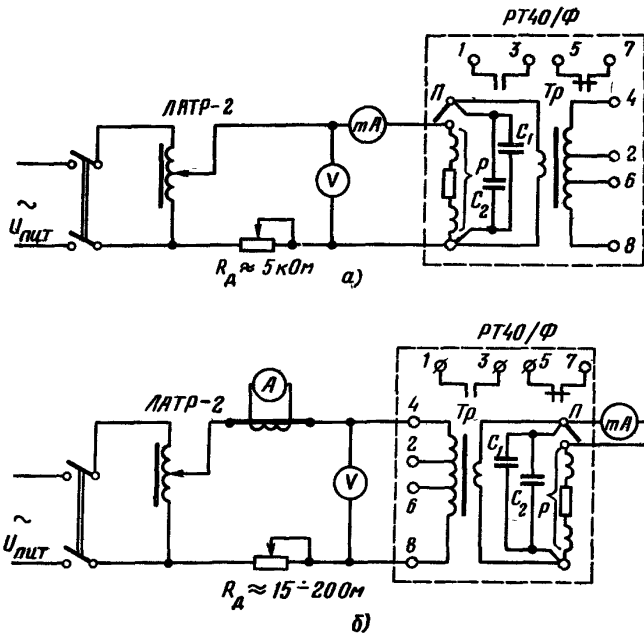 РТ40/Ф
1 3 5 7
ЛАТР-2
П
Тр
4
mA
C1
2
V
P
6
C2
~
Uпит
8
RД ≈ 5 кОм
а)
РТ40/Ф
1 3 5 7
A
ЛАТР-2
4
Тр
П
mA
C1
2
V
C2
6
P
~
Uпит
8
RД ≈ 15÷20 Ом
б)